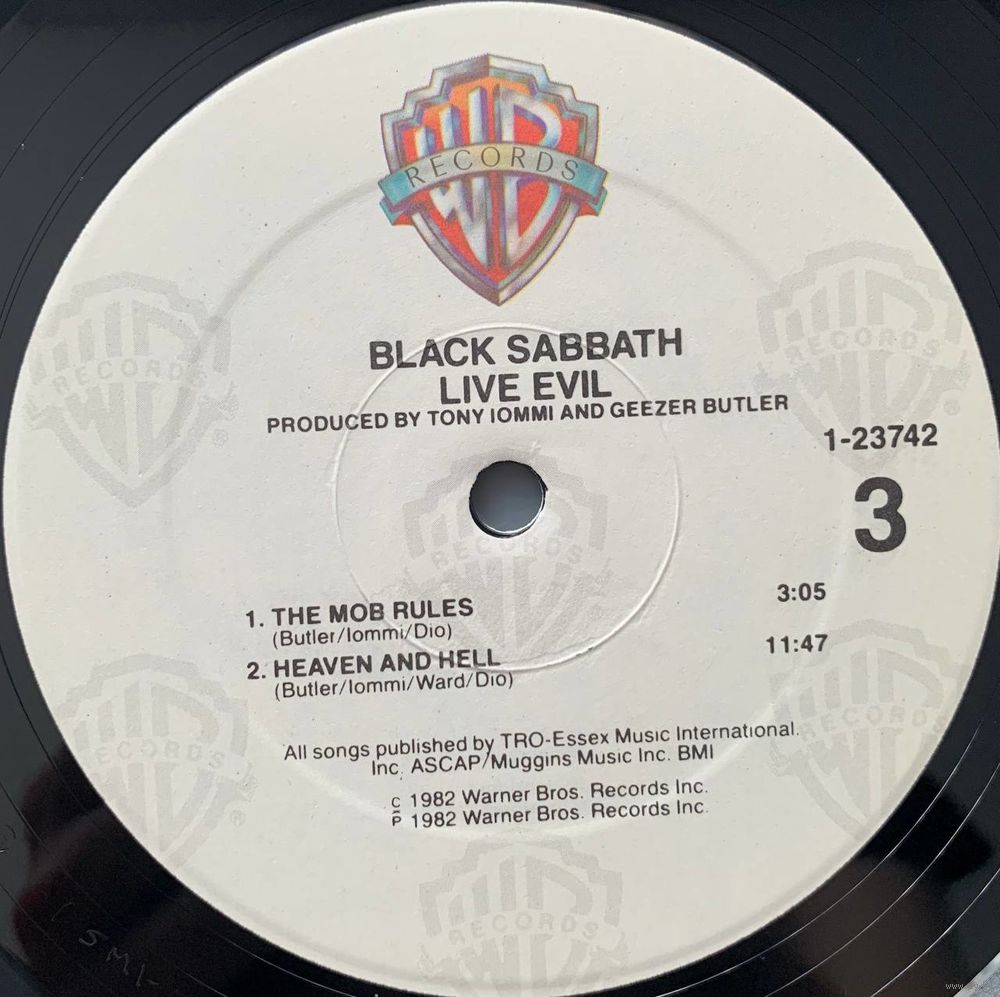 WB
RECORDS
BLACK SABBATH
LIVE EVIL
PRODUCED BY TONY IOMMI AND GEEZER BUTLER
1-23742
3
1. THE MOB RULES 3:05
(Butler/Iommi/Dio)
2. HEAVEN AND HELL 11:47
(Butler/Iommi/Ward/Dio)
All songs published by TRO-Essex Music International.
Inc. ASCAP/Muggins Music Inc. BMI
C 1982 Warner Bros. Records Inc.
P 1982 Warner Bros. Records Inc.